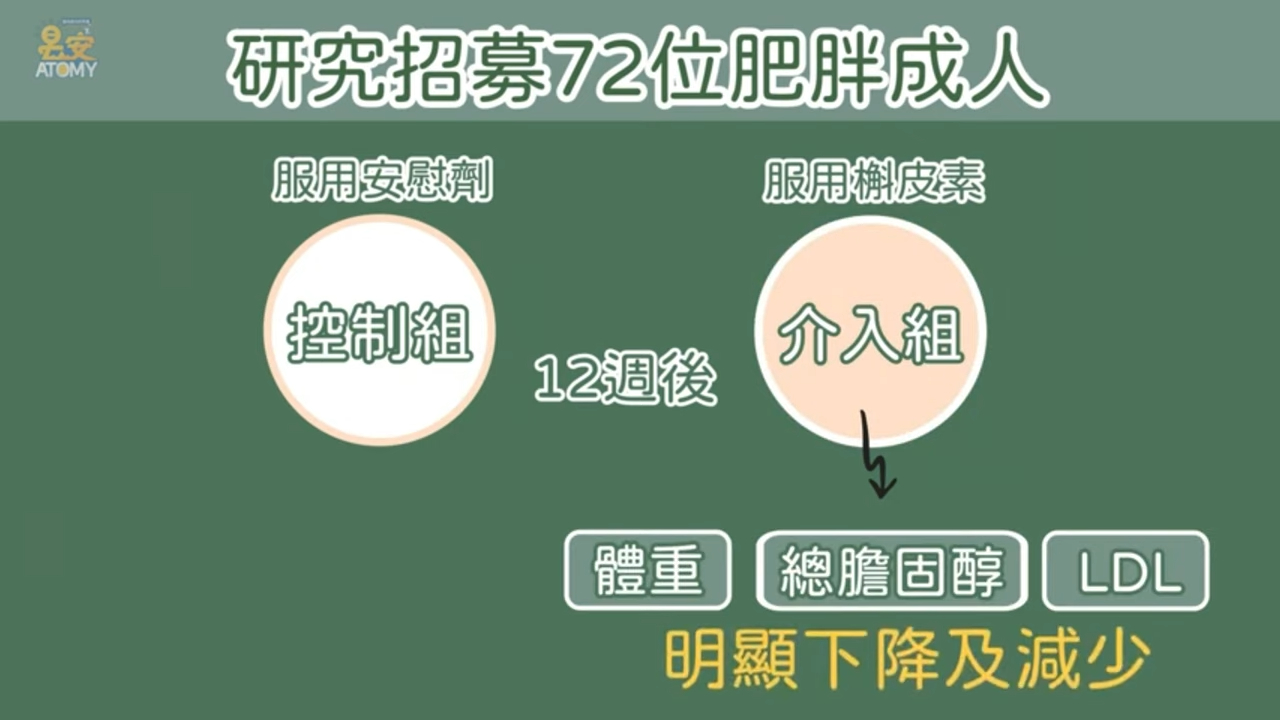 昱安
ATOMY
研究招募72位肥胖成人
服用安慰劑
服用槲皮素
控制組
介入組
12週後
體重
總膽固醇
LDL
明顯下降及減少